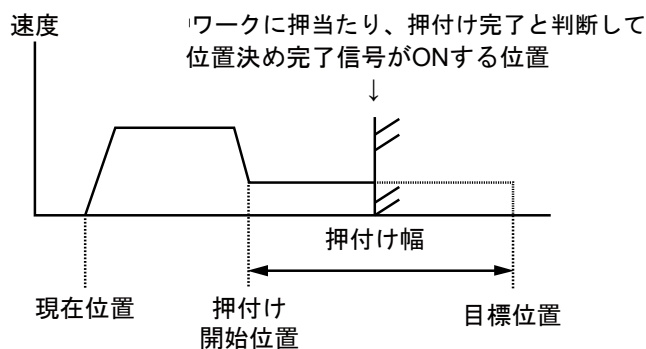 速度
ワークに押当たり、押付け完了と判断して
位置決め完了信号がONする位置
↓
押付け幅
現在位置
押付け
開始位置
目標位置